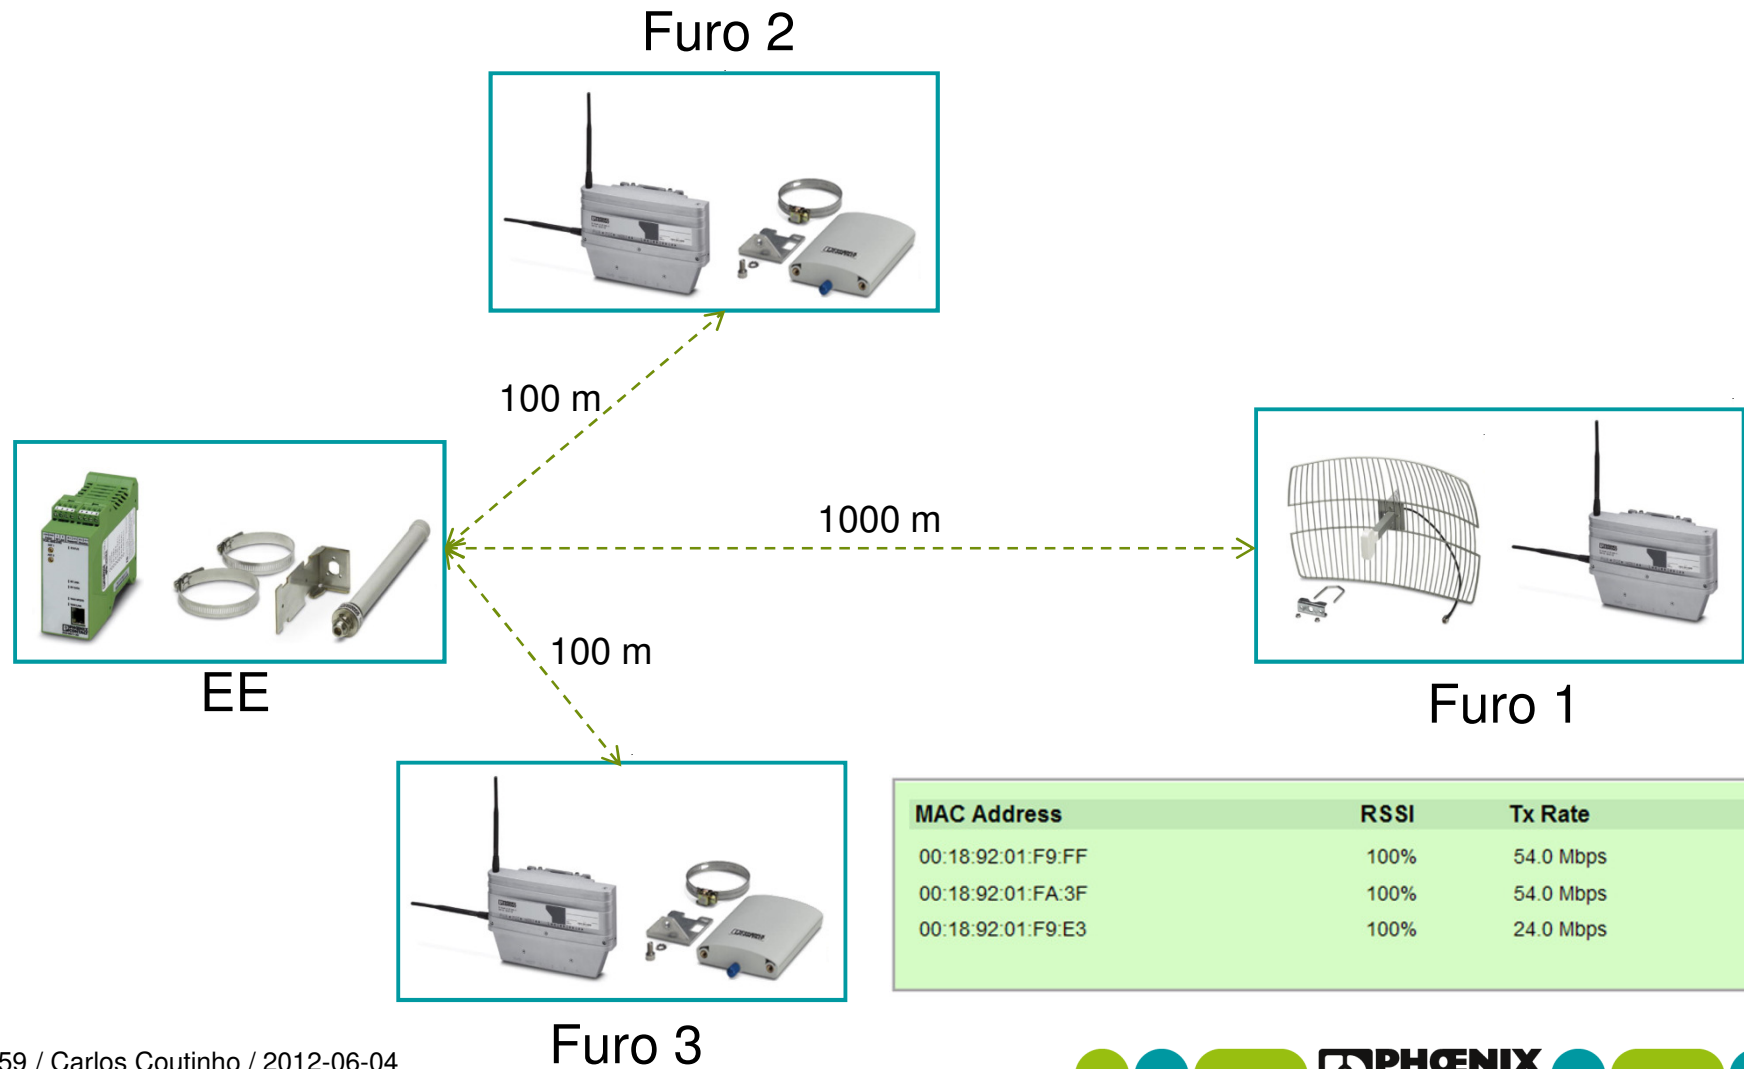 Furo 2
100 m
1000 m
EE
100 m
Furo 1
MAC Address RSSI Tx Rate
00:18:92:01:F9:FF 100% 54.0 Mbps
00:18:92:01:FA:3F 100% 54.0 Mbps
00:18:92:01:F9:E3 100% 24.0 Mbps
Furo 3
59 / Carlos Coutinho / 2012-06-04
PHŒNIX